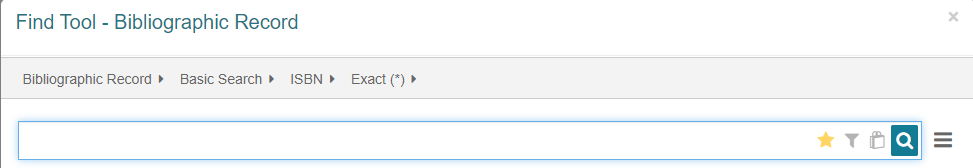 Find Tool - Bibliographic Record
Bibliographic Record Basic Search ISBN Exact (*)